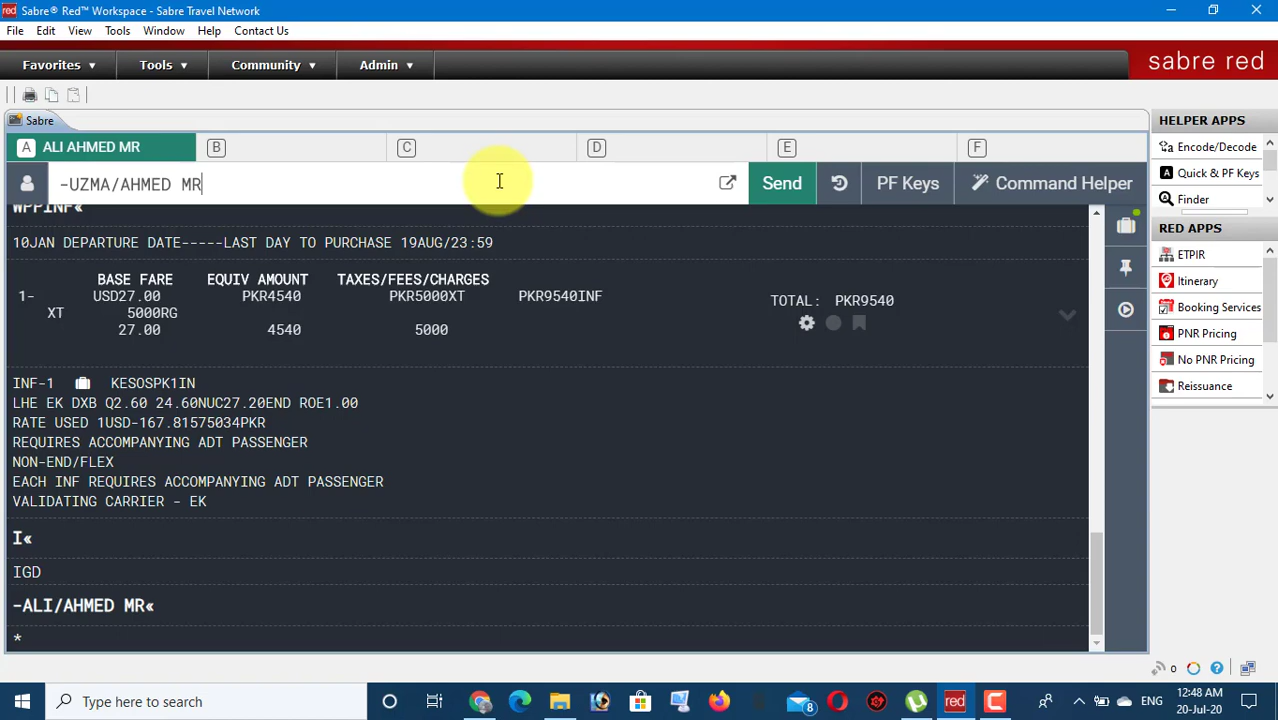 red Sabre® Red™ Workspace - Sabre Travel Network
File Edit View Tools Window Help Contact Us
Favorites Tools Community Admin sabre red
Sabre
A ALI AHMED MR B C D E F
-UZMA/AHMED MR Send PF Keys Command Helper
WPPINF«
10JAN DEPARTURE DATE-----LAST DAY TO PURCHASE 19AUG/23:59
BASE FARE EQUIV AMOUNT TAXES/FEES/CHARGES
1- USD27.00 PKR4540 PKR5000XT PKR9540INF TOTAL: PKR9540
XT 5000RG
27.00 4540 5000
INF-1 KESOSPK1IN
LHE EK DXB Q2.60 24.60NUC27.20END ROE1.00
RATE USED 1USD-167.81575034PKR
REQUIRES ACCOMPANYING ADT PASSENGER
NON-END/FLEX
EACH INF REQUIRES ACCOMPANYING ADT PASSENGER
VALIDATING CARRIER - EK
I«
IGD
-ALI/AHMED MR«
*
HELPER APPS
Encode/Decode
Quick & PF Keys
Finder
RED APPS
ETPIR
Itinerary
Booking Services
PNR Pricing
No PNR Pricing
Reissuance
0
Type here to search 8 red ENG 12:48 AM
20-Jul-20